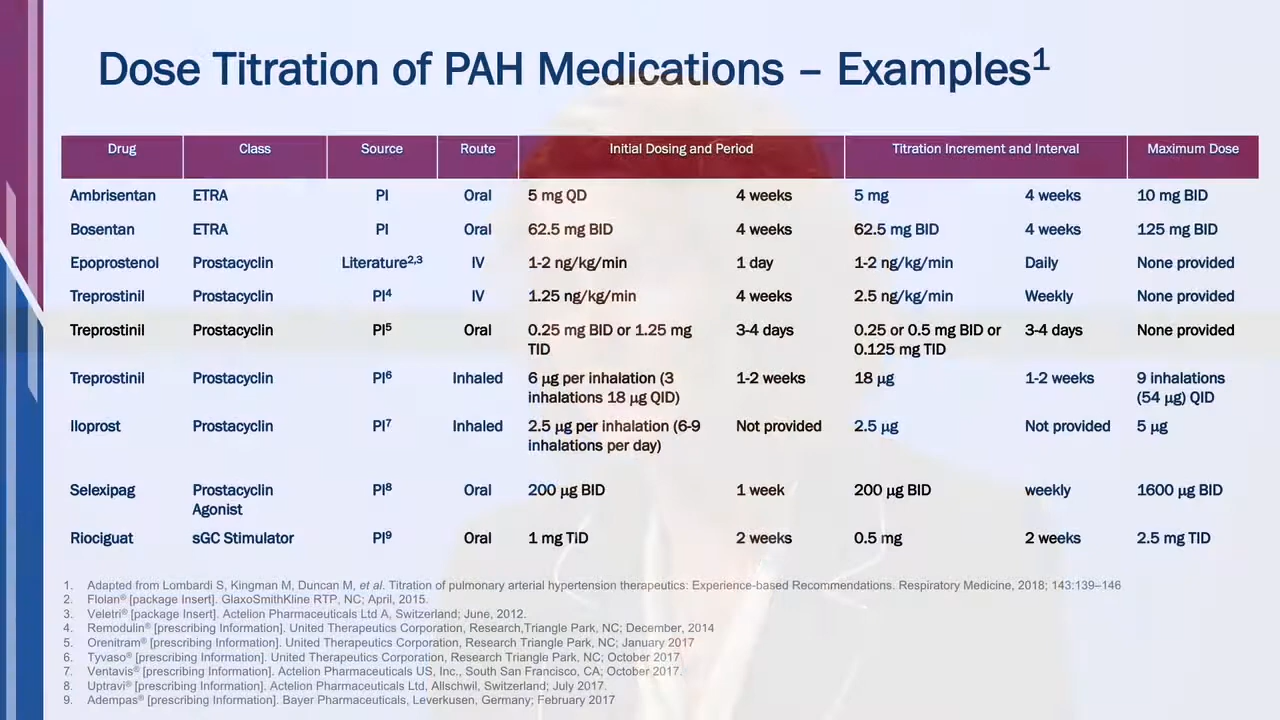 Dose Titration of PAH Medications – Examples1
Drug Class Source Route Initial Dosing and Period Titration Increment and Interval Maximum Dose
Ambrisentan ETRA PI Oral 5 mg QD 4 weeks 5 mg 4 weeks 10 mg BID
Bosentan ETRA PI Oral 62.5 mg BID 4 weeks 62.5 mg BID 4 weeks 125 mg BID
Epoprostenol Prostacyclin Literature2,3 IV 1-2 ng/kg/min 1 day 1-2 ng/kg/min Daily None provided
Treprostinil Prostacyclin PI4 IV 1.25 ng/kg/min 4 weeks 2.5 ng/kg/min Weekly None provided
Treprostinil Prostacyclin PI5 Oral 0.25 mg BID or 1.25 mg 3-4 days 0.25 or 0.5 mg BID or 3-4 days None provided
TID 0.125 mg TID
Treprostinil Prostacyclin PI6 Inhaled 6 µg per inhalation (3 1-2 weeks 18 µg 1-2 weeks 9 inhalations
inhalations 18 µg QID) (54 µg) QID
Iloprost Prostacyclin PI7 Inhaled 2.5 µg per inhalation (6-9 Not provided 2.5 µg Not provided 5 µg
inhalations per day)
Selexipag Prostacyclin PI8 Oral 200 µg BID 1 week 200 µg BID weekly 1600 µg BID
Agonist
Riociguat sGC Stimulator PI9 Oral 1 mg TiD 2 weeks 0.5 mg 2 weeks 2.5 mg TID
1. Adapted from Lombardi S, Kingman M, Duncan M, et al. Titration of pulmonary arterial hypertension therapeutics: Experience-based Recommendations. Respiratory Medicine, 2018; 143:139–146
2. Flolan® [package Insert]. GlaxoSmithKline RTP, NC; April, 2015.
3. Veletri® [package Insert]. Actelion Pharmaceuticals Ltd A, Switzerland; June, 2012.
4. Remodulin® [prescribing Information]. United Therapeutics Corporation, Research,Triangle Park, NC; December, 2014
5. Orenitram® [prescribing Information]. United Therapeutics Corporation, Research Triangle Park, NC; January 2017
6. Tyvaso® [prescribing Information]. United Therapeutics Corporation, Research Triangle Park, NC; October 2017
7. Ventavis® [prescribing Information]. Actelion Pharmaceuticals US, Inc., South San Francisco, CA; October 2017.
8. Uptravi® [prescribing Information]. Actelion Pharmaceuticals Ltd, Allschwil, Switzerland; July 2017.
9. Adempas® [prescribing Information]. Bayer Pharmaceuticals, Leverkusen, Germany; February 2017